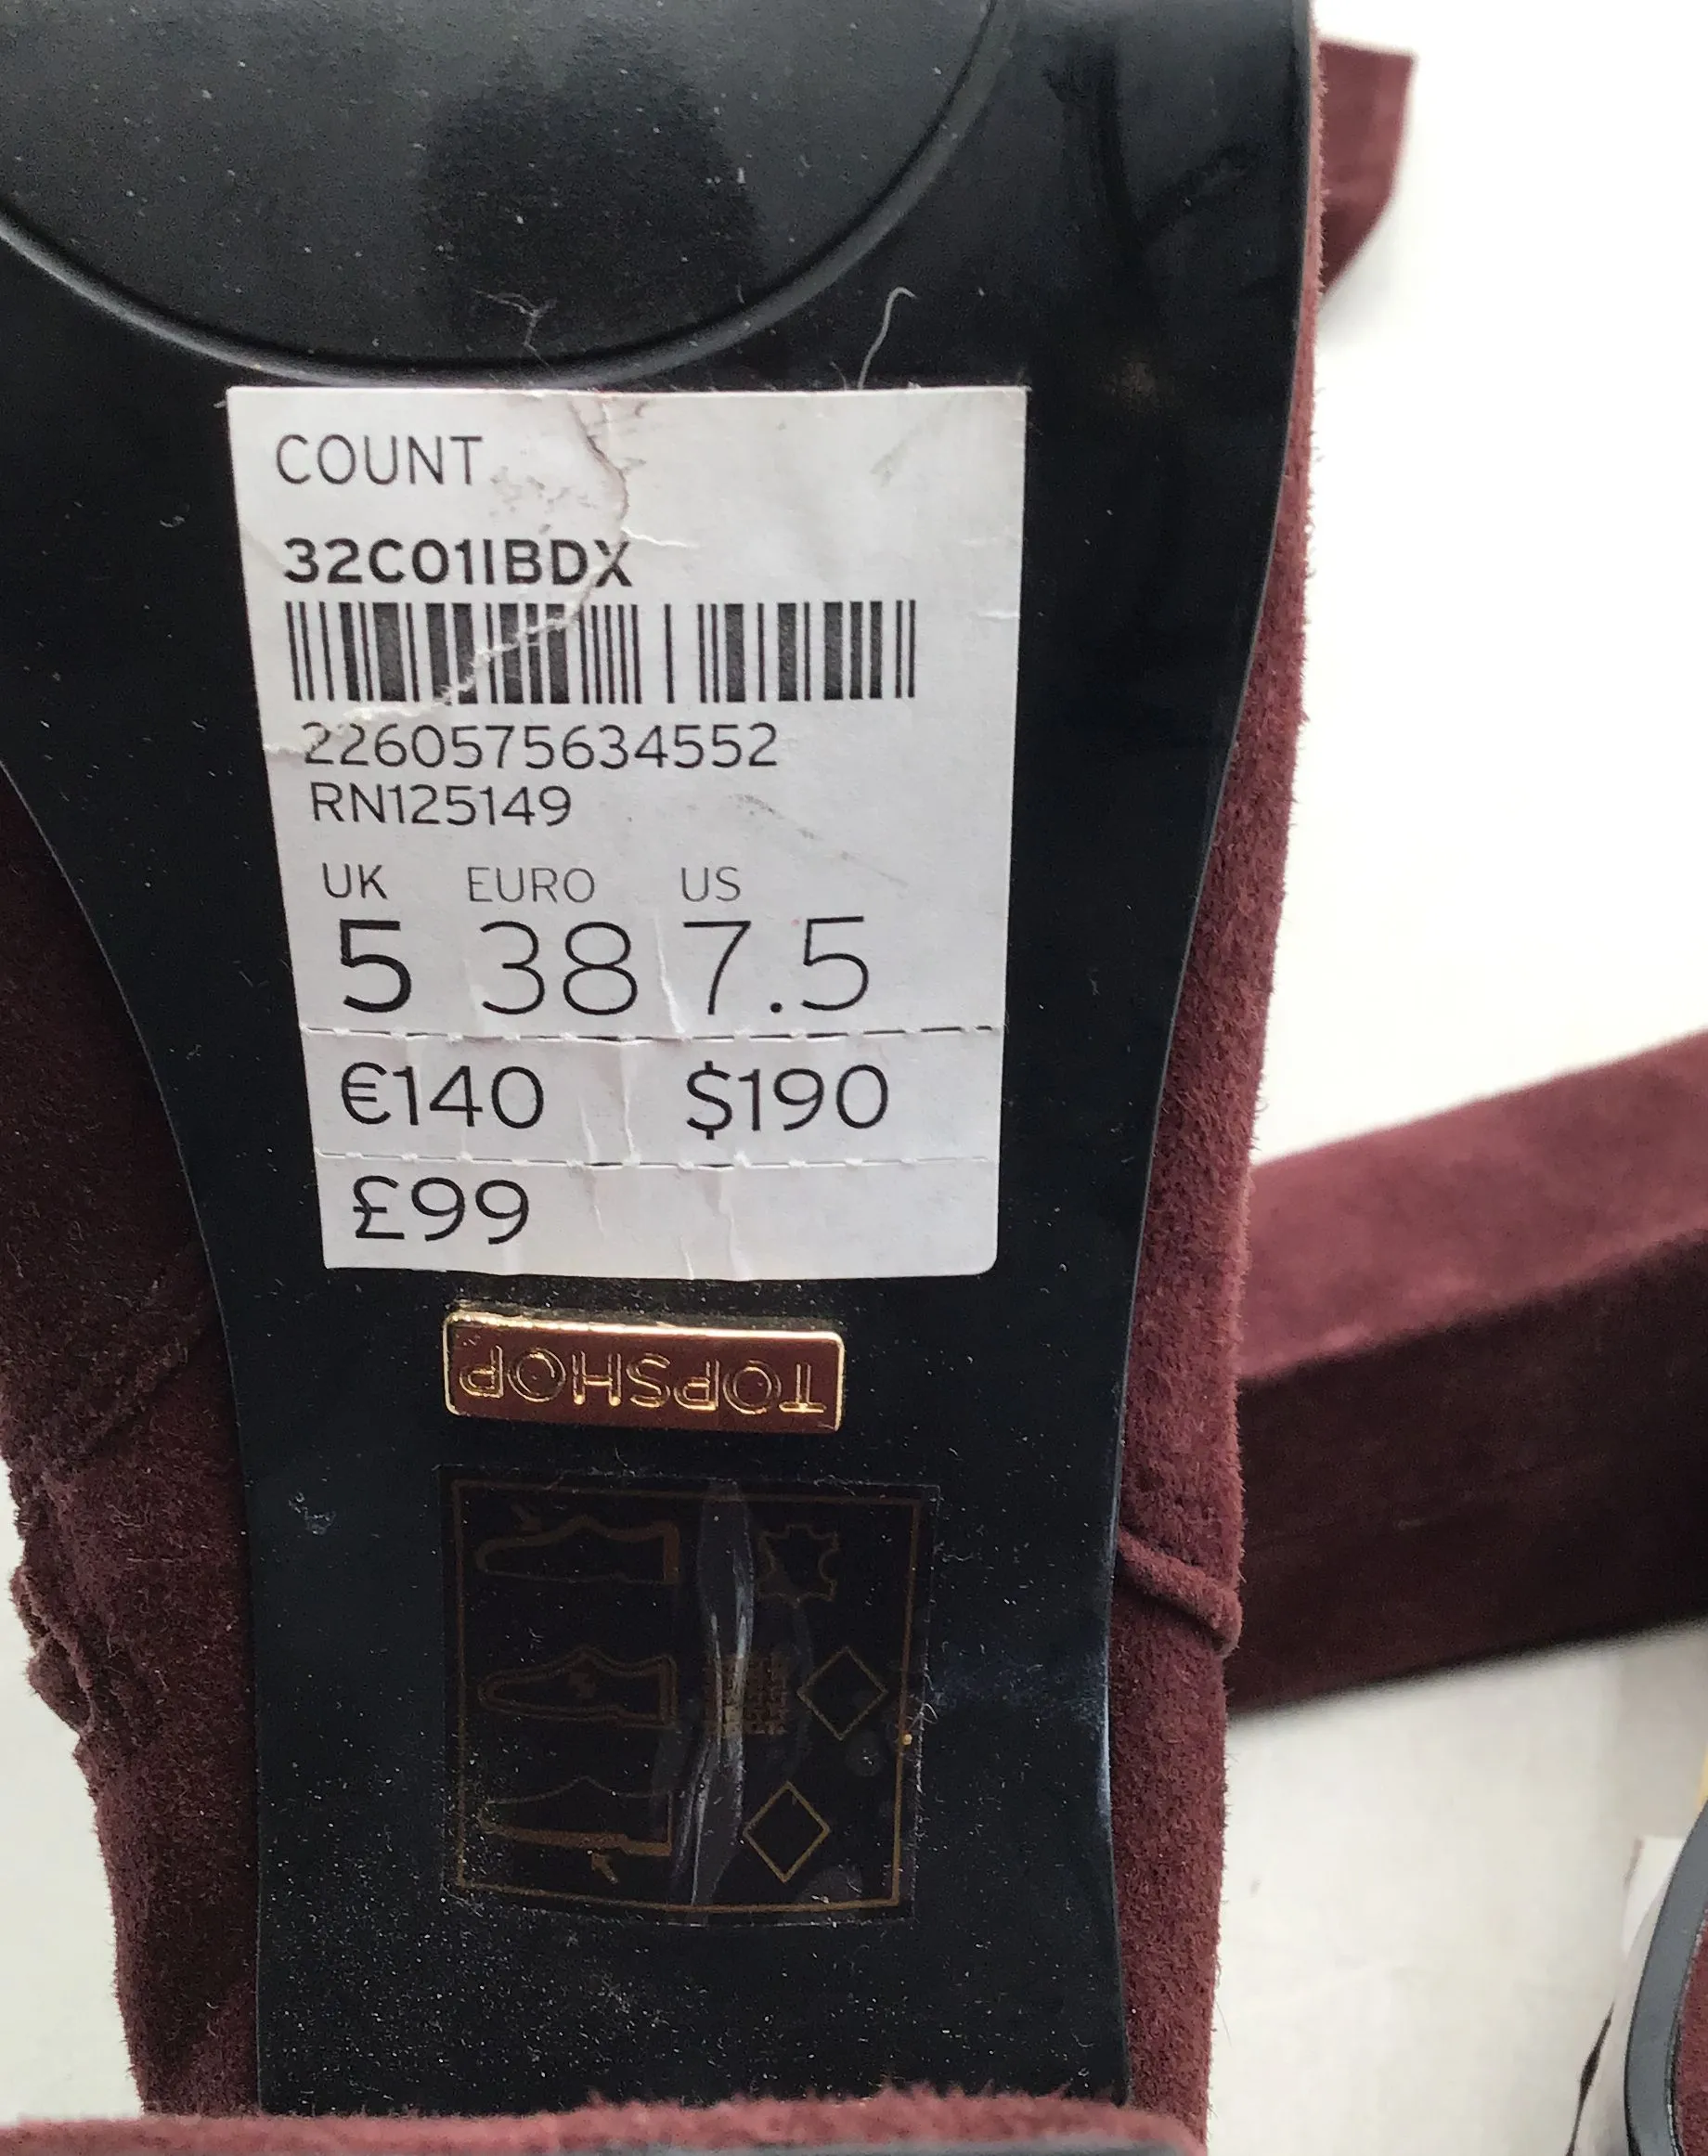 COUNT
32C01IBDX
2260575634552
RN125149
UK EURO US
5 38 7.5
€140 $190
£99
TOPSHOP